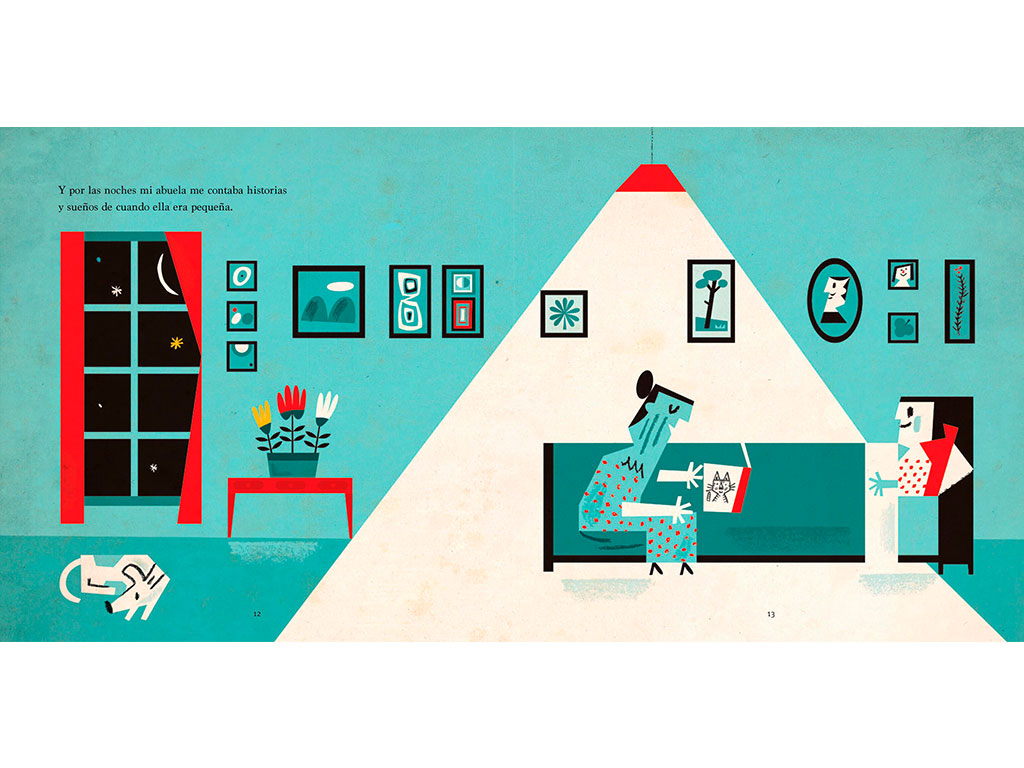 Y por las noches mi abuela me contaba historias
y sueños de cuando ella era pequeña.
12
13